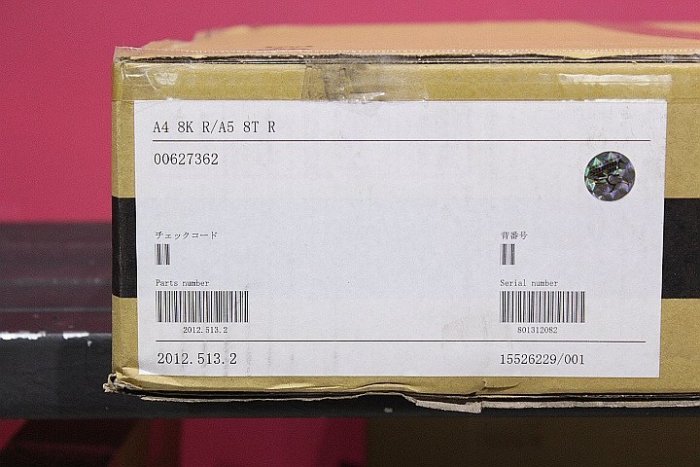 A4 8K R/A5 8T R
00627362
チェックコード
背番号
Parts number
Serial number
2012.513.2
801312082
2012.513.2
15526229/001